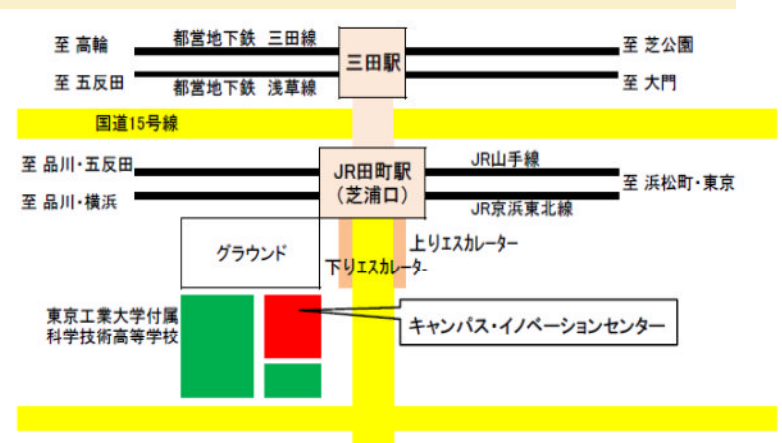 至 高輪
都営地下鉄 三田線
三田駅
至 芝公園
至 五反田
都営地下鉄 浅草線
至 大門
国道15号線
至 品川・五反田
JR田町駅
(芝浦口)
JR山手線
至 浜松町・東京
至 品川・横浜
JR京浜東北線
グラウンド
上りエスカレーター
下りエスカレータ-
東京工業大学付属
科学技術高等学校
キャンパス・イノベーションセンター